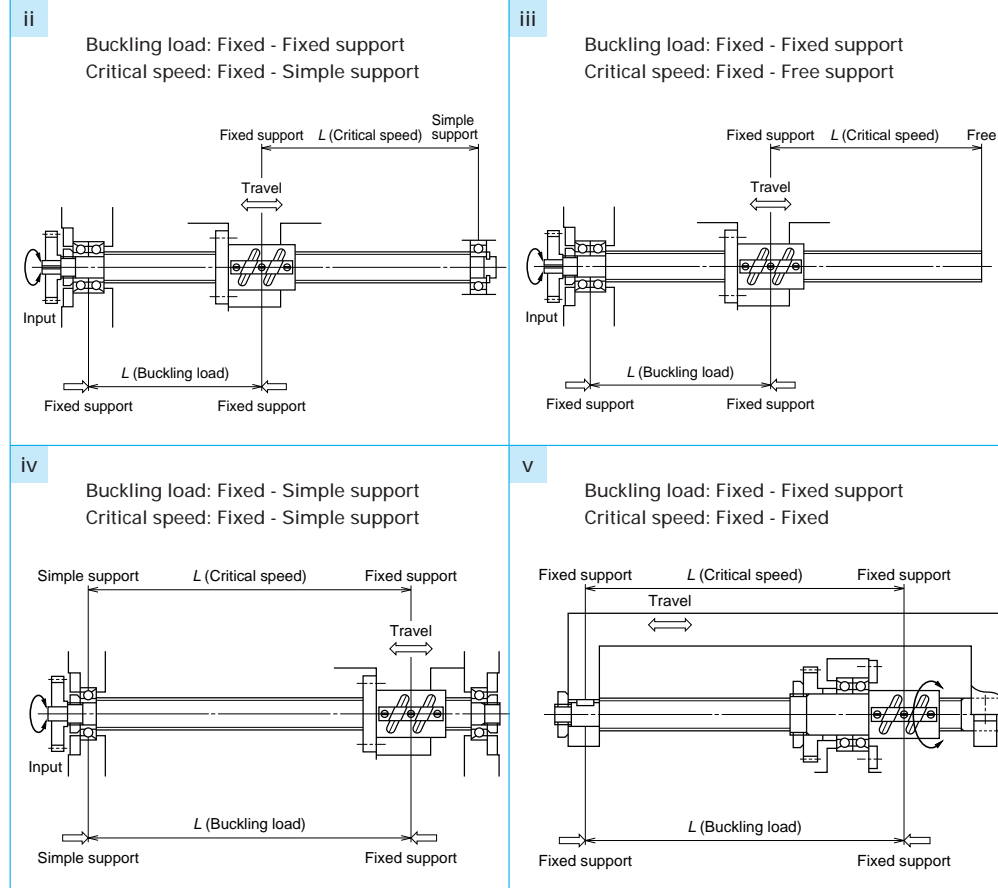 ii
Buckling load: Fixed - Fixed support
Critical speed: Fixed - Simple support
Fixed support
L (Critical speed)
Simple
support
Travel
Input
L (Buckling load)
Fixed support
Fixed support
iii
Buckling load: Fixed - Fixed support
Critical speed: Fixed - Free support
Fixed support
L (Critical speed)
Free
Travel
Input
L (Buckling load)
Fixed support
Fixed support
iv
Buckling load: Fixed - Simple support
Critical speed: Fixed - Simple support
Simple support
L (Critical speed)
Fixed support
Travel
Input
L (Buckling load)
Simple support
Fixed support
v
Buckling load: Fixed - Fixed support
Critical speed: Fixed - Fixed
Fixed support
L (Critical speed)
Fixed support
Travel
L (Buckling load)
Fixed support
Fixed support